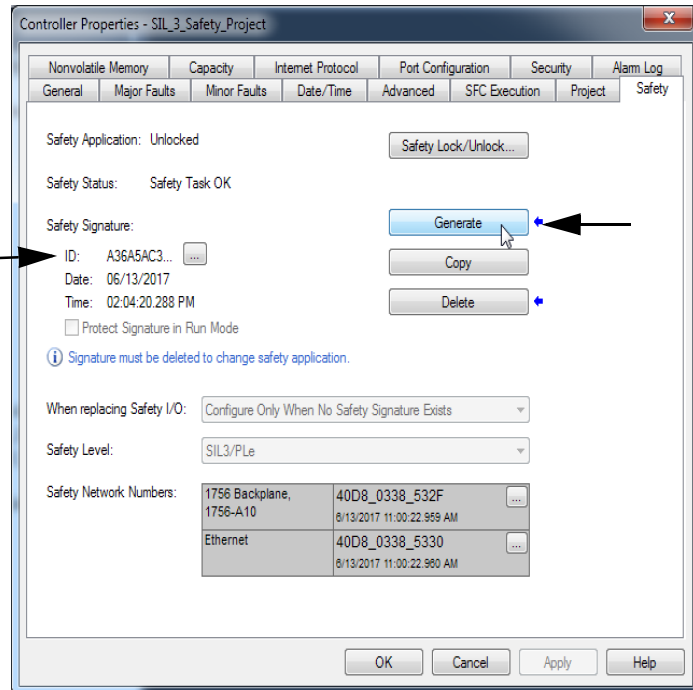 Controller Properties - SIL_3_Safety_Project
Nonvolatile Memory Capacity Internet Protocol Port Configuration Security Alarm Log
General Major Faults Minor Faults Date/Time Advanced SFC Execution Project Safety
Safety Application: Unlocked Safety Lock/Unlock...
Safety Status: Safety Task OK
Safety Signature: Generate
ID: A36A5AC3... ... Copy
Date: 06/13/2017
Time: 02:04:20.288 PM Delete
Protect Signature in Run Mode
Signature must be deleted to change safety application.
When replacing Safety I/O: Configure Only When No Safety Signature Exists
Safety Level: SIL3/PLe
Safety Network Numbers: 1756 Backplane, 40D8_0338_532F ...
1756-A10 6/13/2017 11:00:22.959 AM
Ethernet 40D8_0338_5330 ...
6/13/2017 11:00:22.960 AM
OK Cancel Apply Help